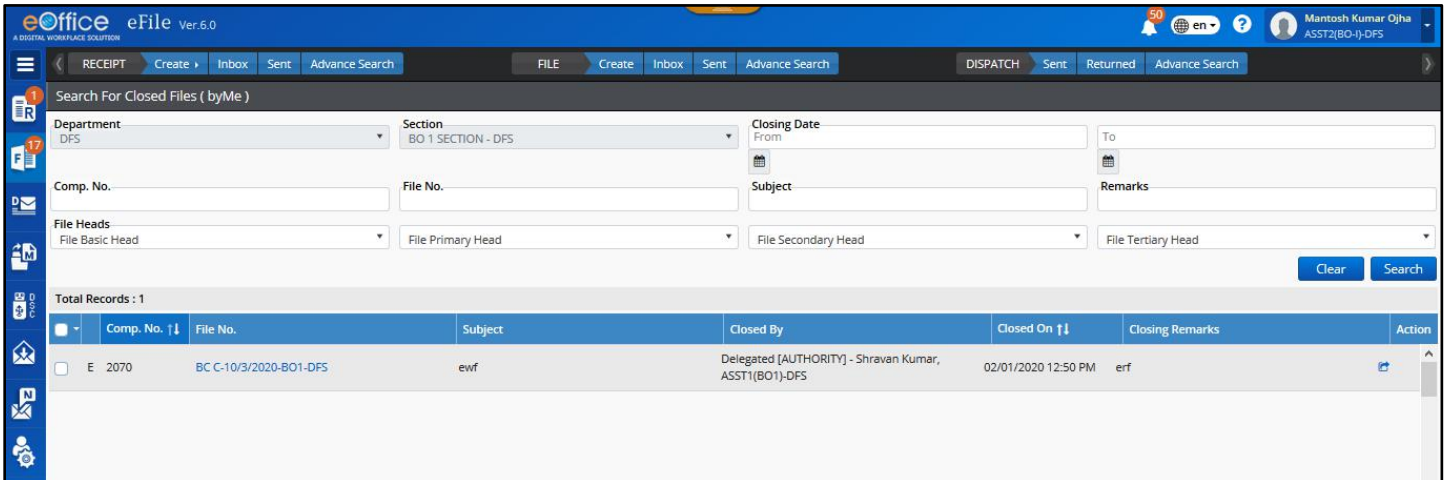 eOffice eFile Ver.6.0
A DIGITAL WORKPLACE SOLUTION
50
en
?
Mantosh Kumar Ojha
ASST2(BO-I)-DFS
RECEIPT Create Inbox Sent Advance Search FILE Create Inbox Sent Advance Search DISPATCH Sent Returned Advance Search
Search For Closed Files ( byMe )
1
R
17
F
D
M
DSC
N
Department Section Closing Date
DFS BO 1 SECTION - DFS From To
Comp. No. File No. Subject Remarks
File Heads
File Basic Head File Primary Head File Secondary Head File Tertiary Head
Clear Search
Total Records : 1
Comp. No. File No. Subject Closed By Closed On Closing Remarks Action
E 2070 BC C-10/3/2020-BO1-DFS ewf Delegated [AUTHORITY] - Shravan Kumar, 02/01/2020 12:50 PM erf
ASST1(BO1)-DFS